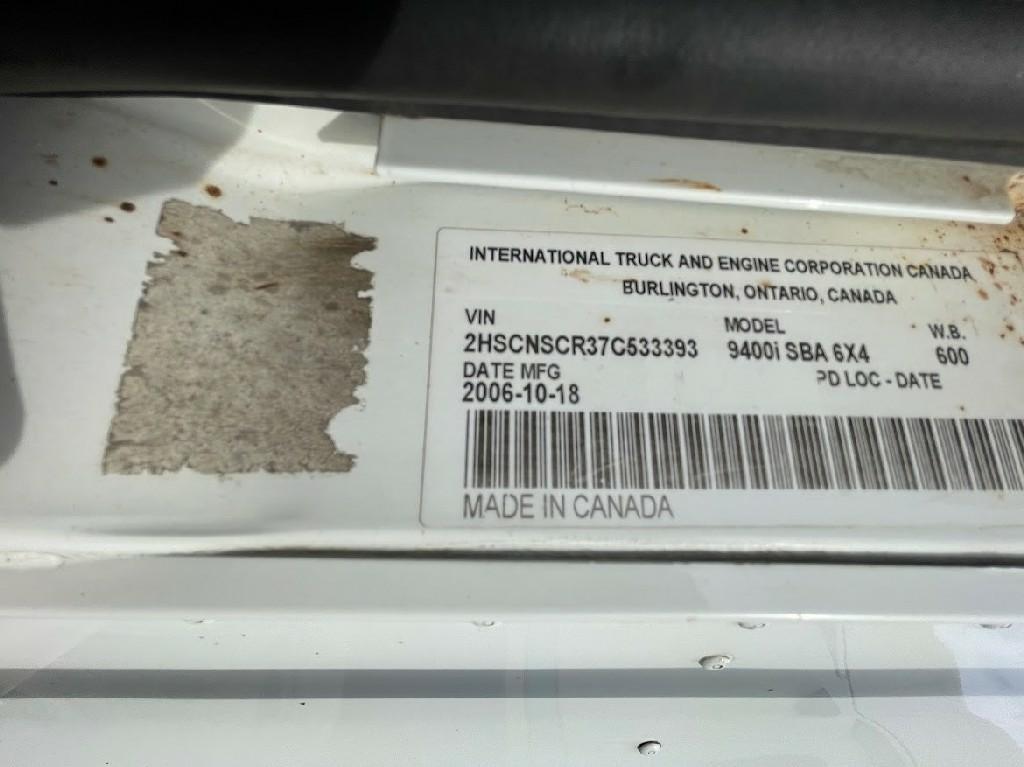 INTERNATIONAL TRUCK AND ENGINE CORPORATION CANADA
BURLINGTON, ONTARIO, CANADA
VIN MODEL W.B.
2HSCNSCR37C533393 9400i SBA 6X4 600
DATE MFG PD LOC - DATE
2006-10-18
MADE IN CANADA